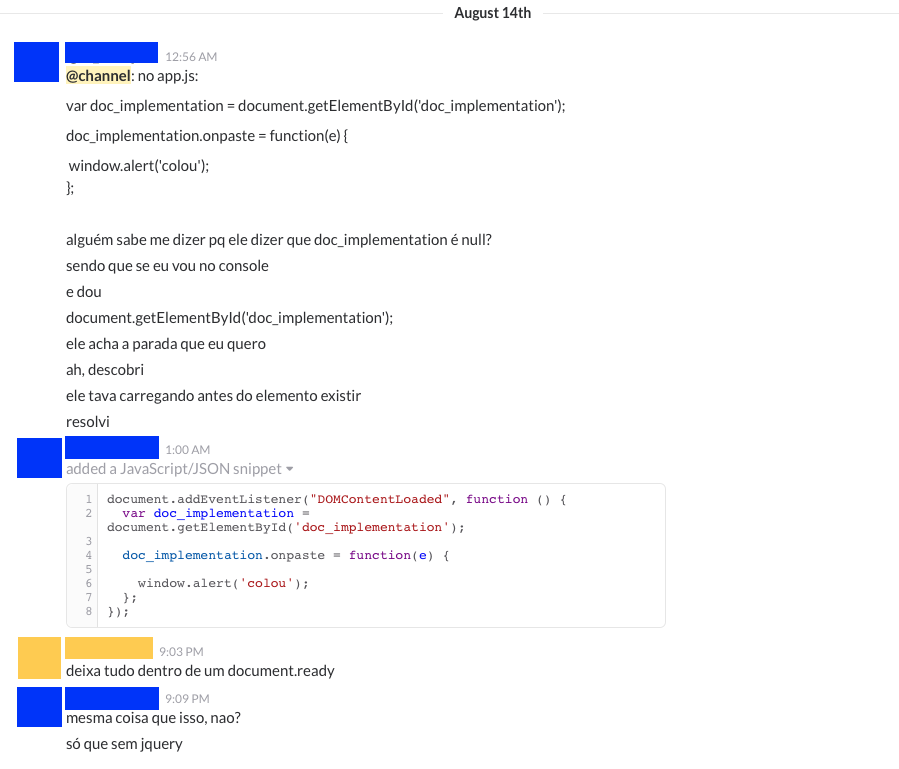 August 14th
12:56 AM
@channel: no app.js:
var doc_implementation = document.getElementById('doc_implementation');
doc_implementation.onpaste = function(e) {
window.alert('colou');
};
alguém sabe me dizer pq ele dizer que doc_implementation é null?
sendo que se eu vou no console
e dou
document.getElementById('doc_implementation');
ele acha a parada que eu quero
ah, descobri
ele tava carregando antes do elemento existir
resolvi
1:00 AM
added a JavaScript/JSON snippet
1 document.addEventListener("DOMContentLoaded", function () {
2 var doc_implementation =
document.getElementById('doc_implementation');
3
4 doc_implementation.onpaste = function(e) {
5
6 window.alert('colou');
7 };
8 });
9:03 PM
deixa tudo dentro de um document.ready
9:09 PM
mesma coisa que isso, nao?
só que sem jquery